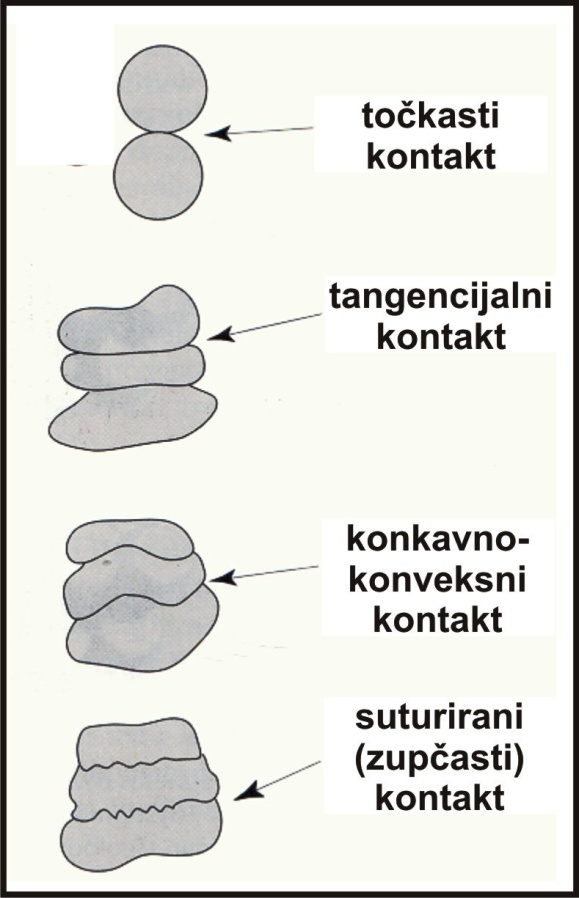 točkasti
kontakt
tangencijalni
kontakt
konkavno-
konveksni
kontakt
suturirani
(zupčasti)
kontakt